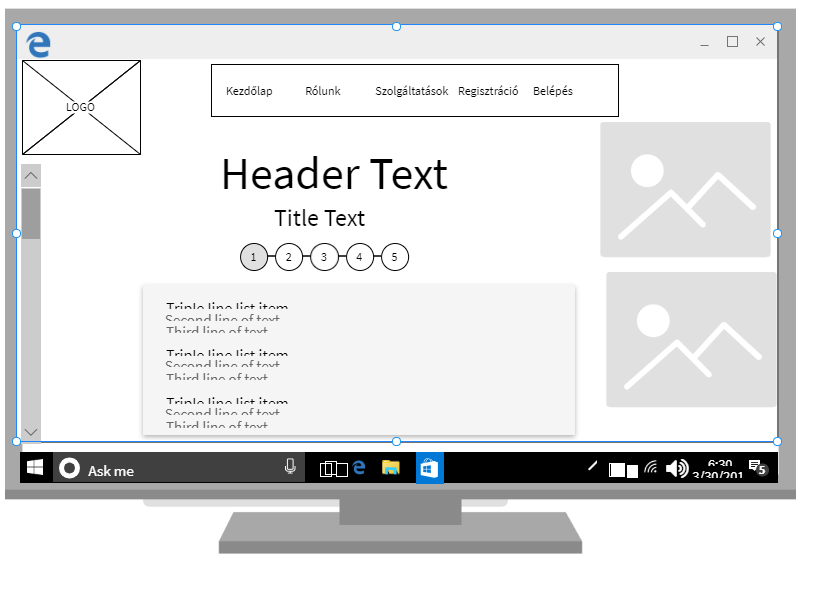 LOGO
Kezdőlap Rólunk Szolgáltatások Regisztráció Belépés
Header Text
Title Text
1 2 3 4 5
Triple line list item
Second line of text
Third line of text
Triple line list item
Second line of text
Third line of text
Triple line list item
Second line of text
Third line of text
Ask me
6:30
3/30/201
5